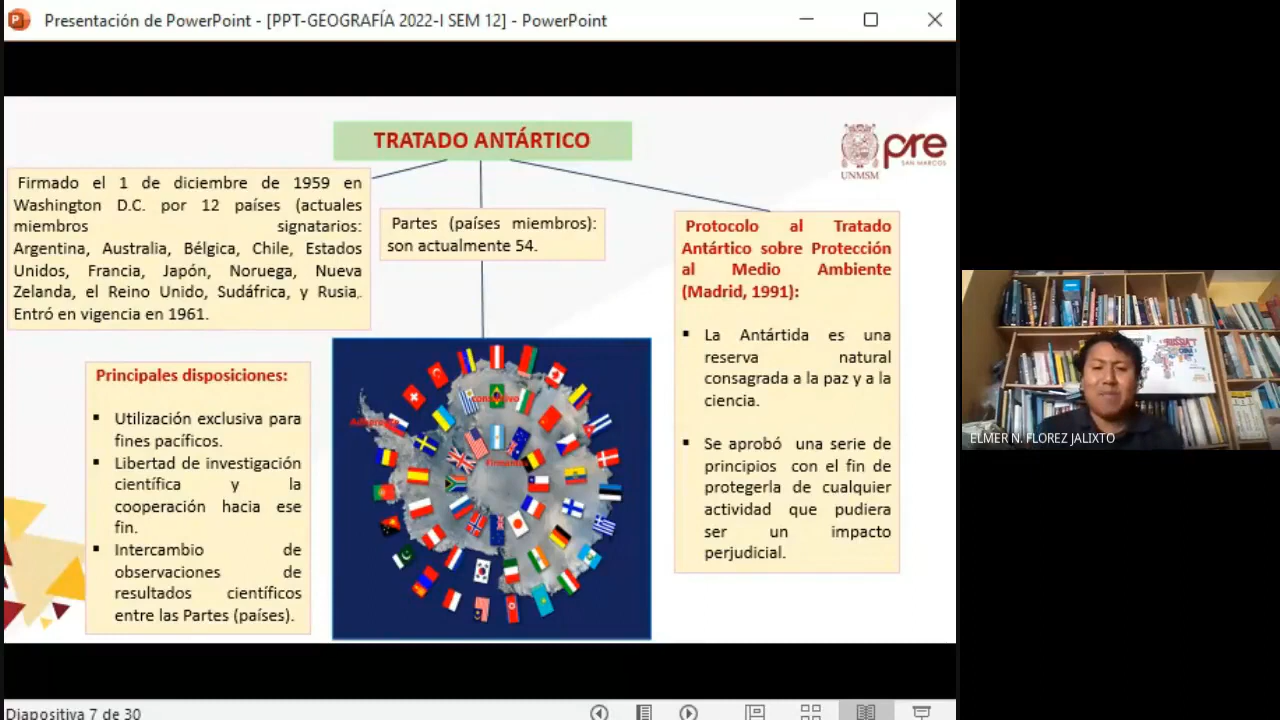 Presentación de PowerPoint - [PPT-GEOGRAFÍA 2022-I SEM 12] - PowerPoint
TRATADO ANTÁRTICO
UNMSM
pre
SAN MARCOS
Firmado el 1 de diciembre de 1959 en
Washington D.C. por 12 países (actuales
miembros signatarios:
Argentina, Australia, Bélgica, Chile, Estados
Unidos, Francia, Japón, Noruega, Nueva
Zelanda, el Reino Unido, Sudáfrica, y Rusia.
Entró en vigencia en 1961.
Partes (países miembros):
son actualmente 54.
Protocolo al Tratado
Antártico sobre Protección
al Medio Ambiente
(Madrid, 1991):
▪ La Antártida es una
reserva natural
consagrada a la paz y a la
ciencia.
▪ Se aprobó una serie de
principios con el fin de
protegerla de cualquier
actividad que pudiera
ser un impacto
perjudicial.
Principales disposiciones:
▪ Utilización exclusiva para
fines pacíficos.
▪ Libertad de investigación
científica y la
cooperación hacia ese
fin.
▪ Intercambio de
observaciones de
resultados científicos
entre las Partes (países).
RUSSIA
CHINA
ELMER N. FLOREZ JALIXTO
Diapositiva 7 de 30